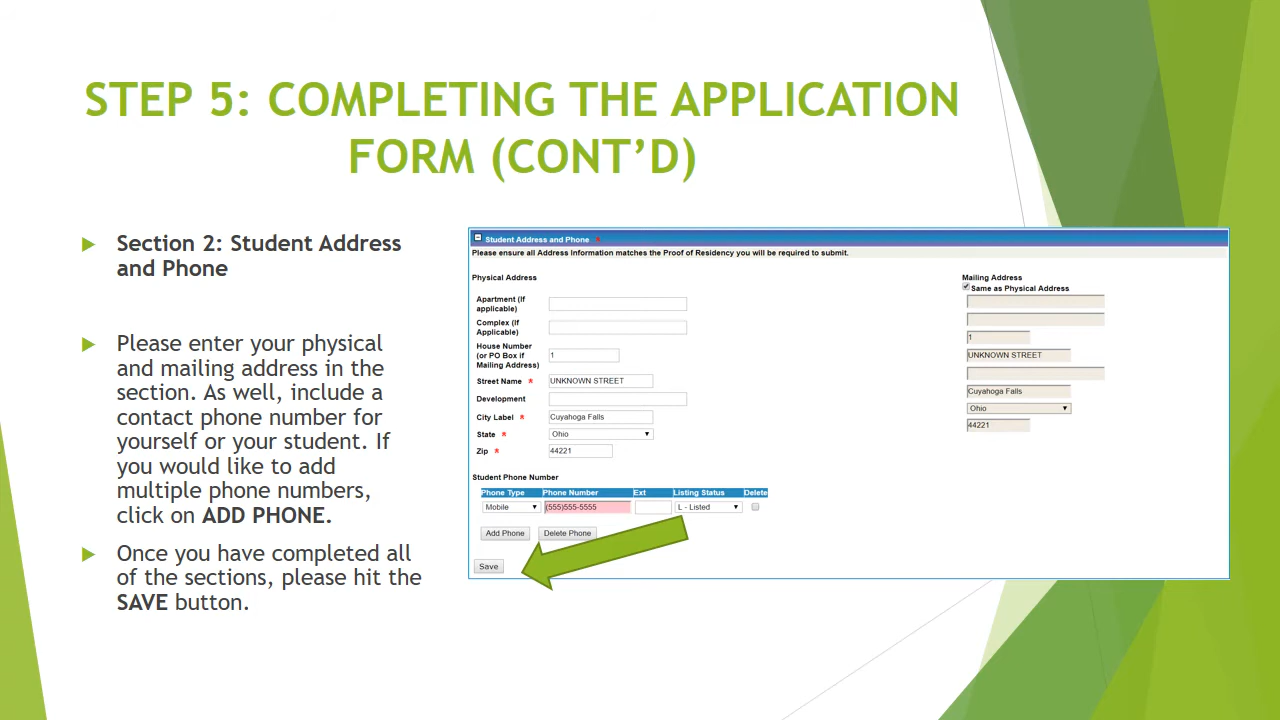 STEP 5: COMPLETING THE APPLICATION
FORM (CONT’D)
Section 2: Student Address
and Phone
Please enter your physical
and mailing address in the
section. As well, include a
contact phone number for
yourself or your student. If
you would like to add
multiple phone numbers,
click on ADD PHONE.
Once you have completed all
of the sections, please hit the
SAVE button.
Student Address and Phone *
Please ensure all Address Information matches the Proof of Residency you will be required to submit.
Physical Address
Apartment (If
applicable)
Complex (If
Applicable)
House Number
(or PO Box if
Mailing Address)
1
Street Name * UNKNOWN STREET
Development
City Label * Cuyahoga Falls
State * Ohio
Zip * 44221
Mailing Address
Same as Physical Address
1
UNKNOWN STREET
Cuyahoga Falls
Ohio
44221
Student Phone Number
Phone Type Phone Number Ext Listing Status Delete
Mobile (555)555-5555 L - Listed
Add Phone Delete Phone
Save